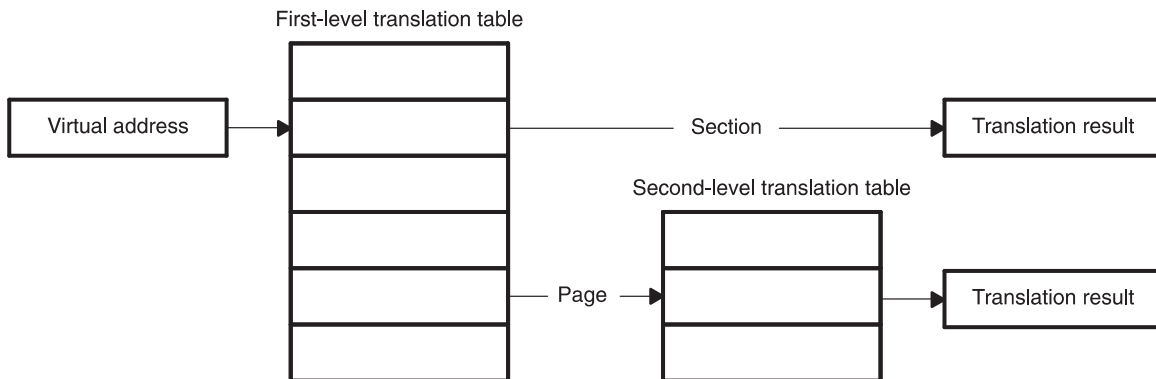 First-level translation table
Virtual address
Section
Translation result
Second-level translation table
Page
Translation result